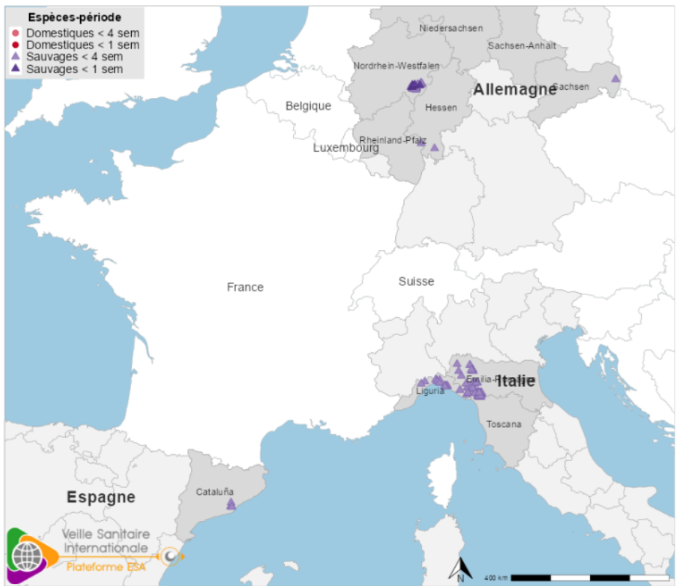 Espèces-période
Domestiques < 4 sem
Domestiques < 1 sem
Sauvages < 4 sem
Sauvages < 1 sem
Niedersachsen
Sachsen-Anhalt
Nordrhein-Westfalen
Allemagne
Sachsen
Belgique
Hessen
Rheinland-Pfalz
Luxembourg
France
Suisse
Italie
Liguria
Toscana
Cataluña
Espagne
Veille Sanitaire
Internationale
Plateforme ESA
N
400 km